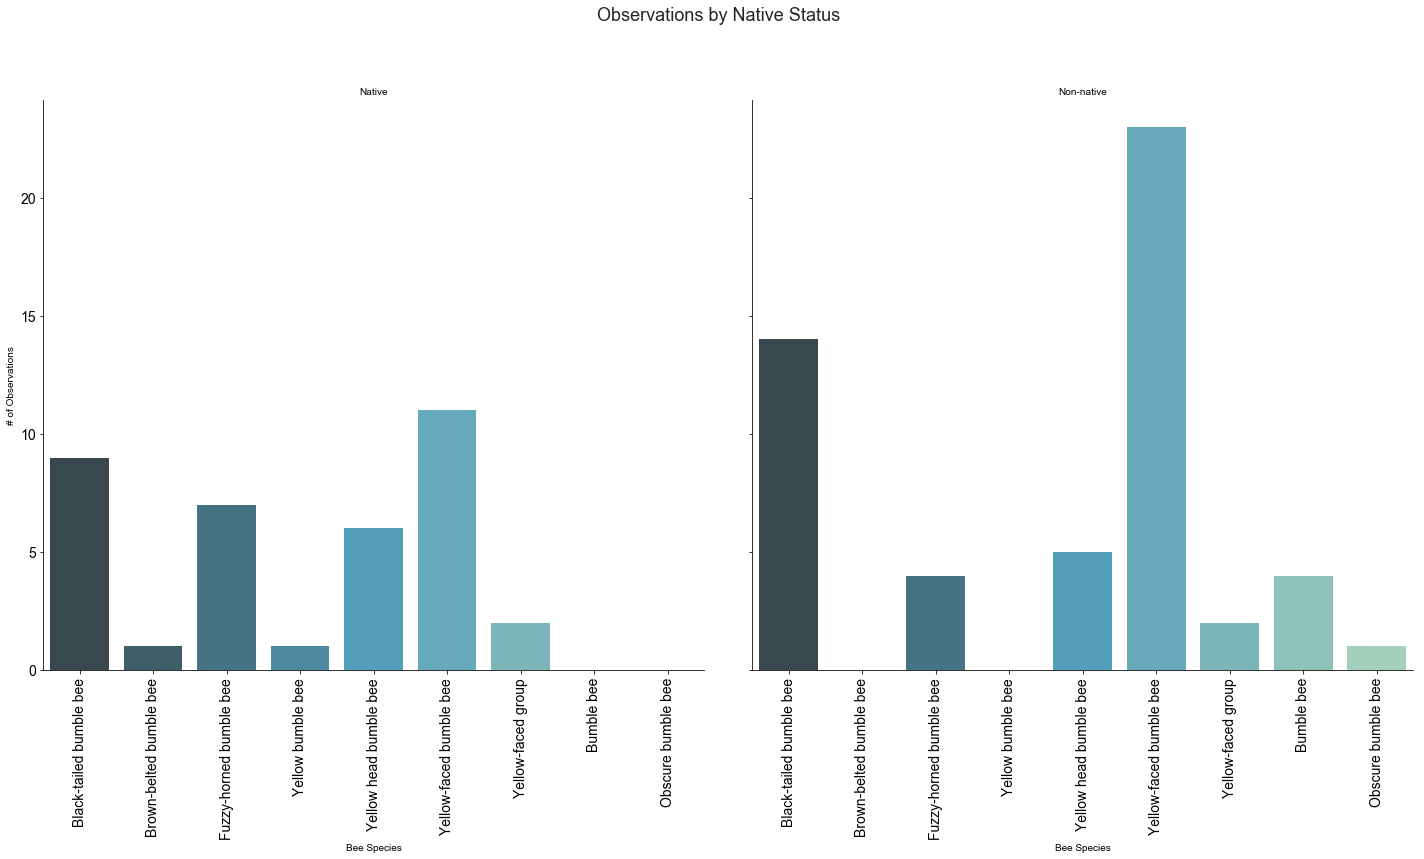 Observations by Native Status
Native
Non-native
# of Observations
20
15
10
5
0
Black-tailed bumble bee
Brown-belted bumble bee
Fuzzy-horned bumble bee
Yellow bumble bee
Yellow head bumble bee
Yellow-faced bumble bee
Yellow-faced group
Bumble bee
Obscure bumble bee
Bee Species
Black-tailed bumble bee
Brown-belted bumble bee
Fuzzy-horned bumble bee
Yellow bumble bee
Yellow head bumble bee
Yellow-faced bumble bee
Yellow-faced group
Bumble bee
Obscure bumble bee
Bee Species